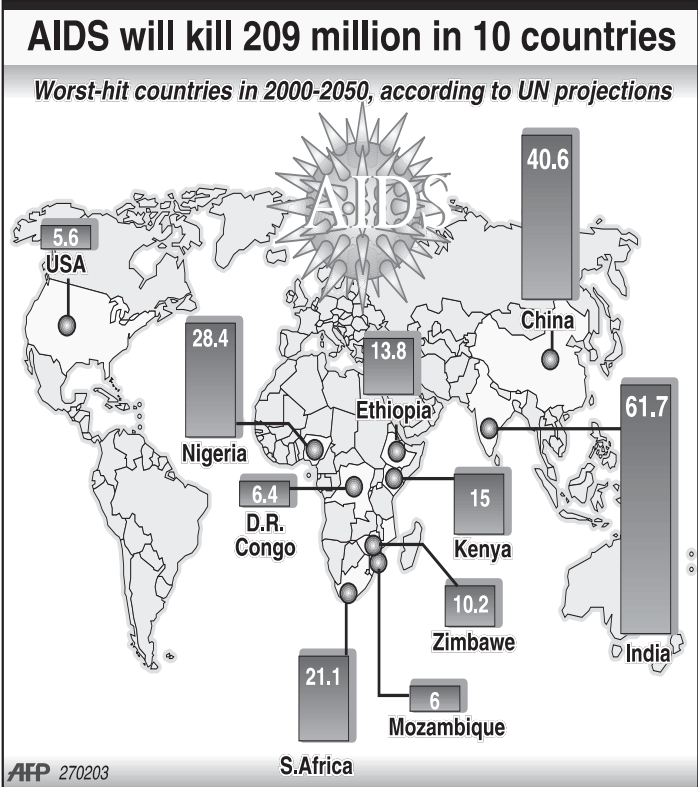 AIDS will kill 209 million in 10 countries
Worst-hit countries in 2000-2050, according to UN projections
AIDS
40.6
China
5.6
USA
28.4
Nigeria
13.8
Ethiopia
61.7
India
6.4
D.R.
Congo
15
Kenya
10.2
Zimbawe
21.1
S.Africa
6
Mozambique
AFP 270203